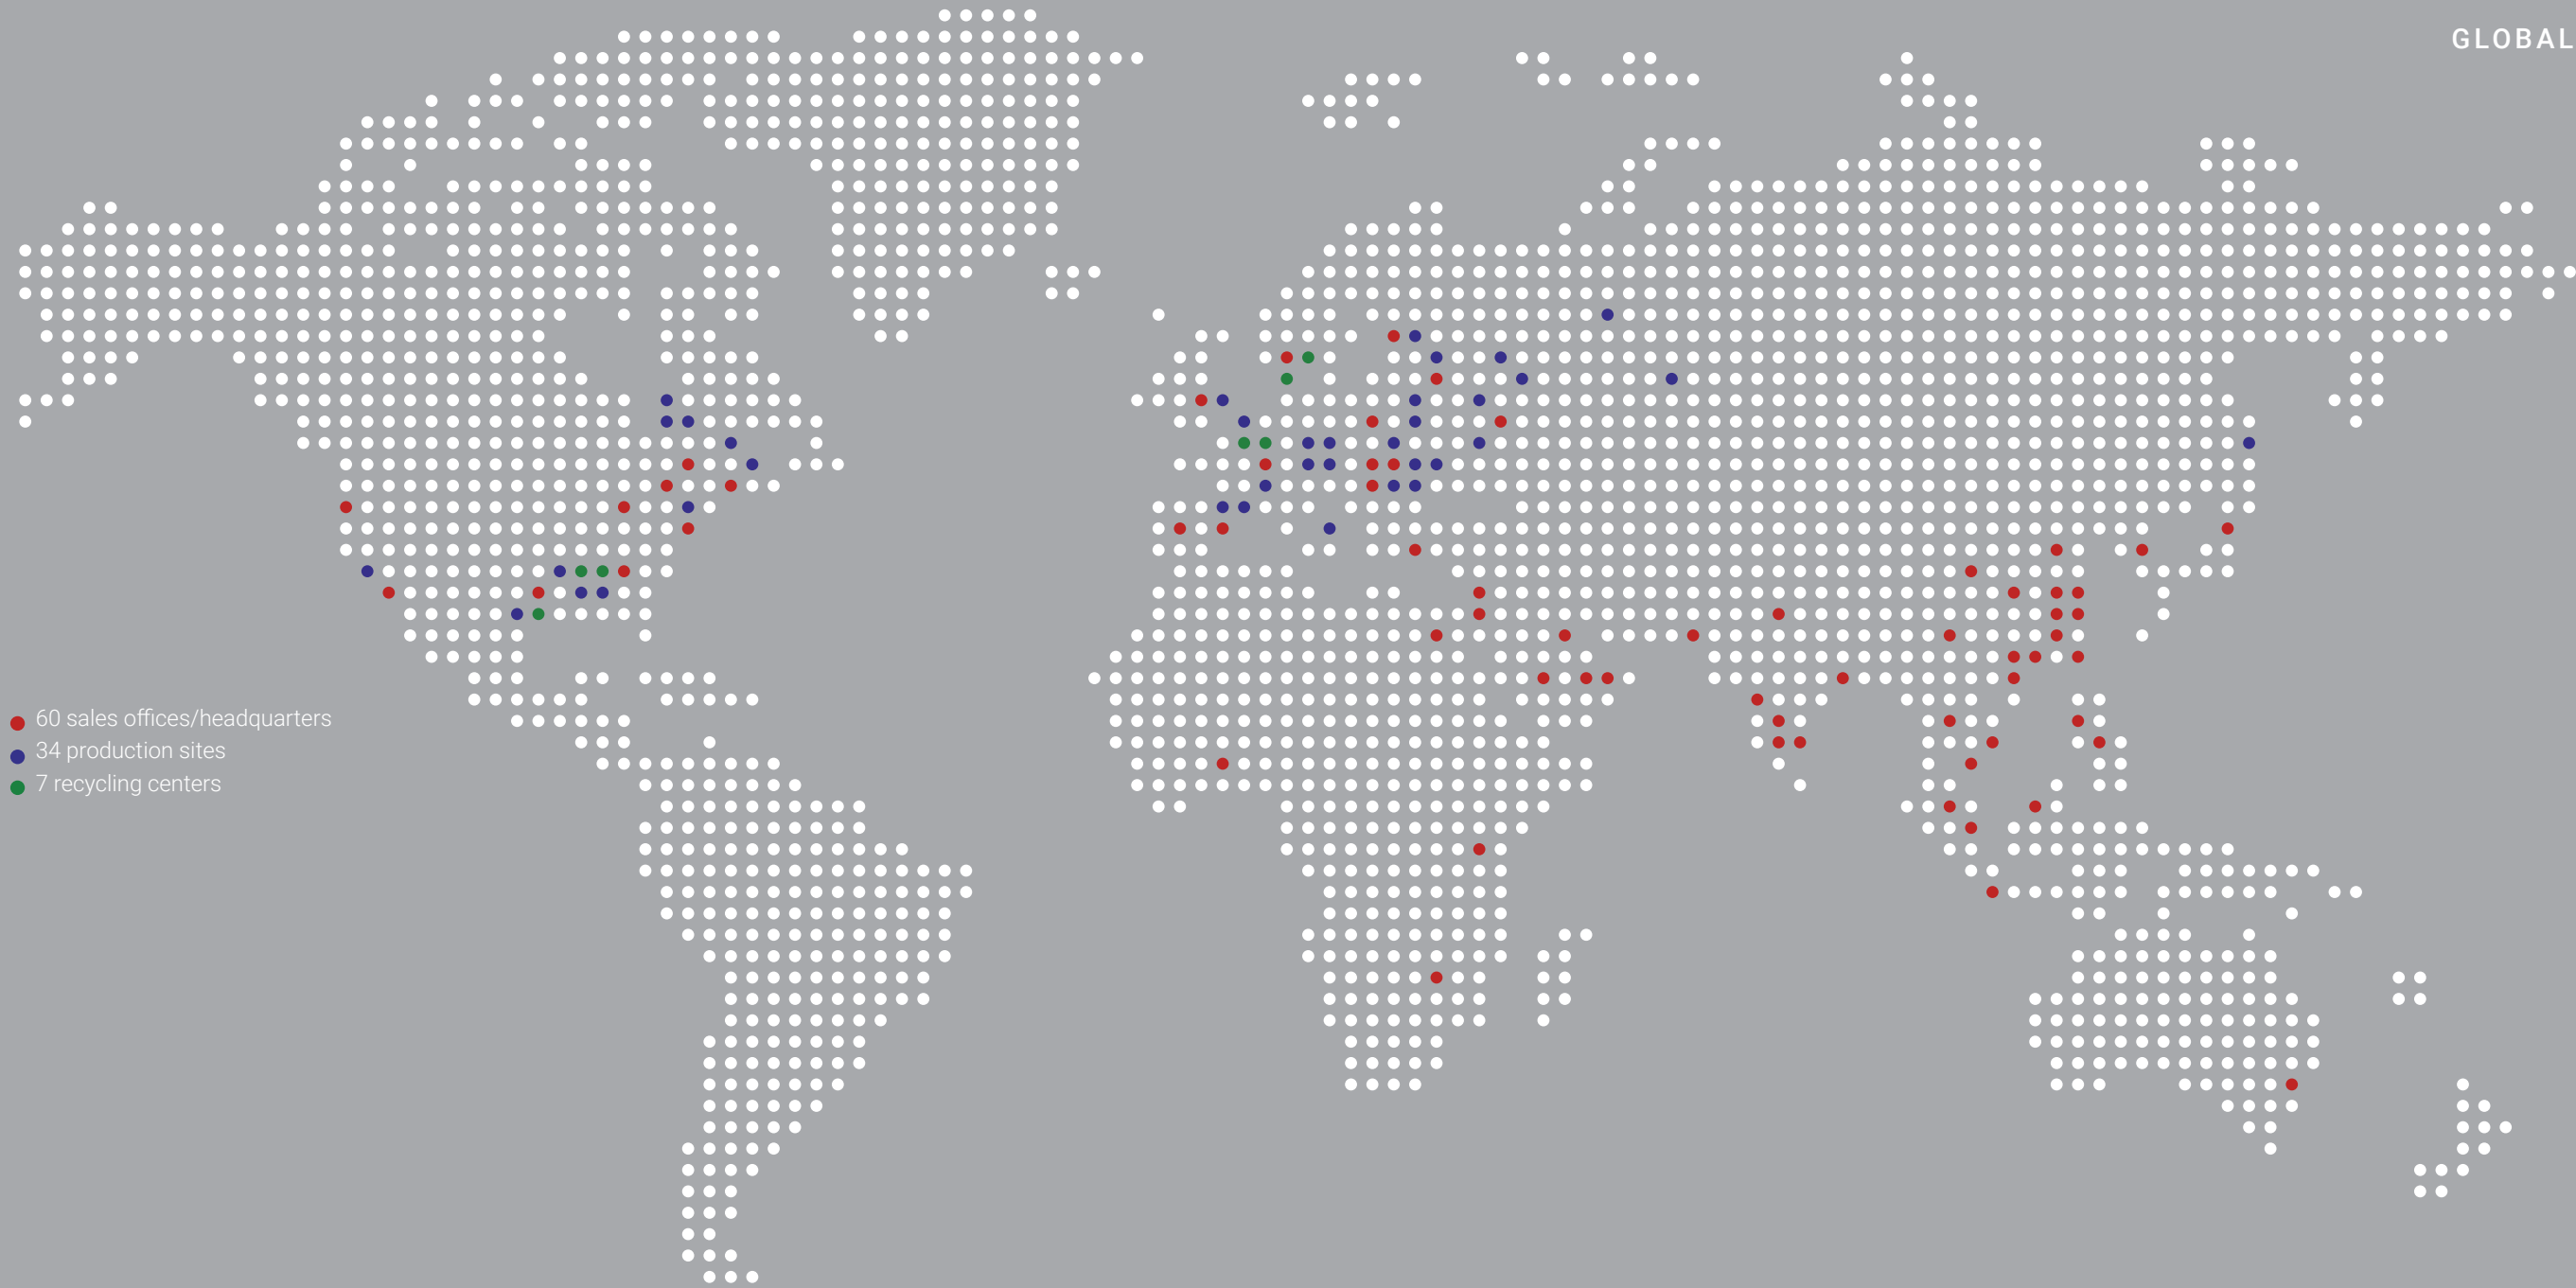 GLOBAL
60 sales offices/headquarters
34 production sites
7 recycling centers